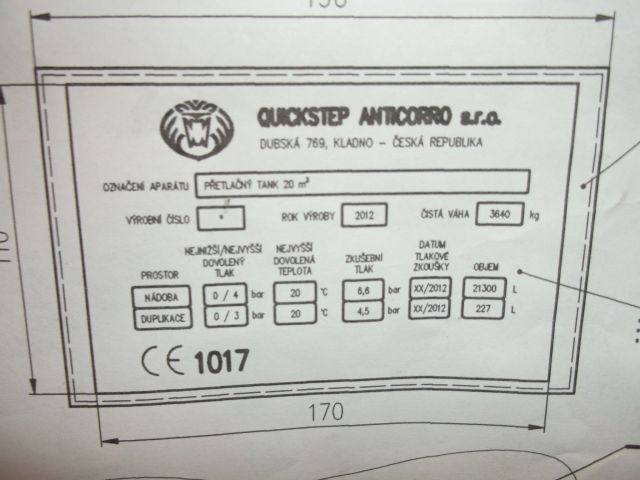 QUICKSTEP ANTICORRO s.r.o.
DUBSKÁ 769, KLADNO - ČESKÁ REPUBLIKA
OZNAČENÍ APARÁTU PŘETLAČNÝ TANK 20 m³
VÝROBNÍ ČÍSLO * ROK VÝROBY 2012 ČISTÁ VÁHA 3640 kg
PROSTOR NEJNIŽŠÍ/NEJVYŠŠÍ DOVOLENÝ TLAK NEJVYŠŠÍ DOVOLENÁ TEPLOTA ZKUŠEBNÍ TLAK DATUM TLAKOVÉ ZKOUŠKY OBJEM
NÁDOBA 0 / 4 bar 20 °C 6,6 bar XX/2012 21300 L
DUPLIKACE 0 / 3 bar 20 °C 4,5 bar XX/2012 227 L
CE 1017
170